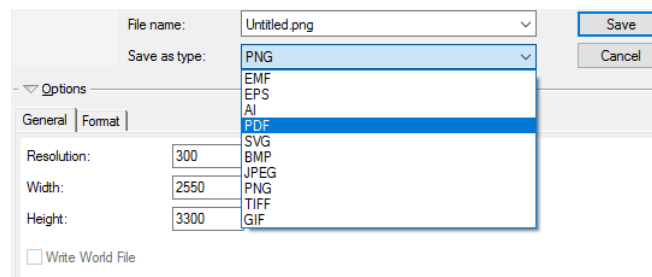 File name: Untitled.png Save
Save as type: PNG Cancel
EMF
Options EPS
AI
General Format PDF
SVG
Resolution: 300 BMP
JPEG
Width: 2550 PNG
TIFF
Height: 3300 GIF
Write World File